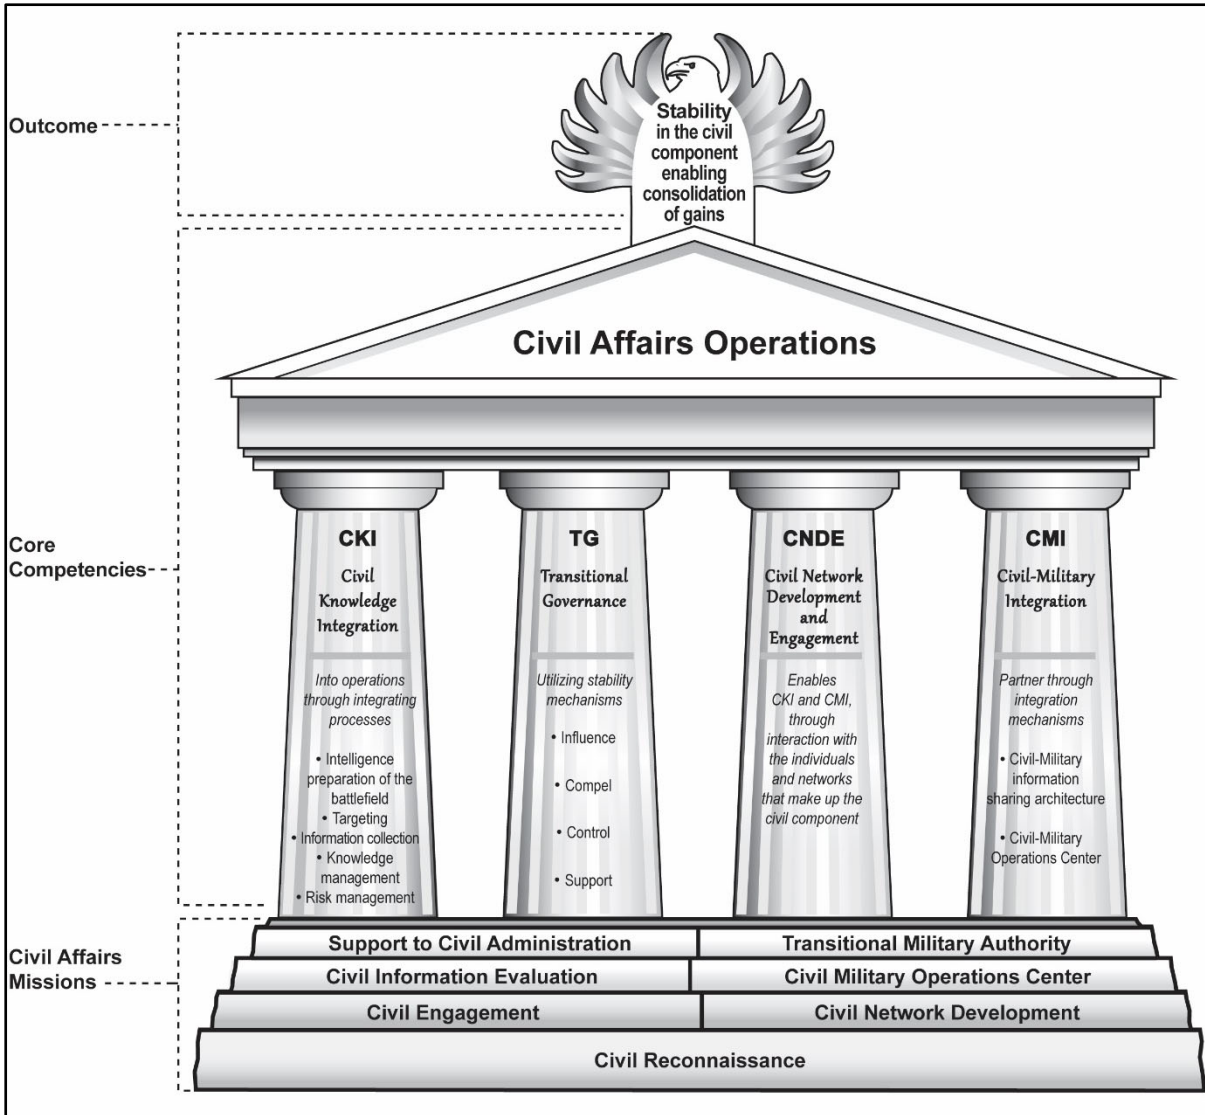 Outcome
Stability
in the civil
component
enabling
consolidation
of gains
Civil Affairs Operations
Core
Competencies
CKI
Civil
Knowledge
Integration
Into operations
through integrating
processes
• Intelligence
preparation of the
battlefield
• Targeting
• Information collection
• Knowledge
management
• Risk management
TG
Transitional
Governance
Utilizing stability
mechanisms
• Influence
• Compel
• Control
• Support
CNDE
Civil Network
Development
and
Engagement
Enables
CKI and CMI,
through
interaction with
the individuals
and networks
that make up the
civil component
CMI
Civil-Military
Integration
Partner through
integration
mechanisms
• Civil-Military
information
sharing architecture
• Civil-Military
Operations Center
Civil Affairs
Missions
Support to Civil Administration
Transitional Military Authority
Civil Information Evaluation
Civil Military Operations Center
Civil Engagement
Civil Network Development
Civil Reconnaissance